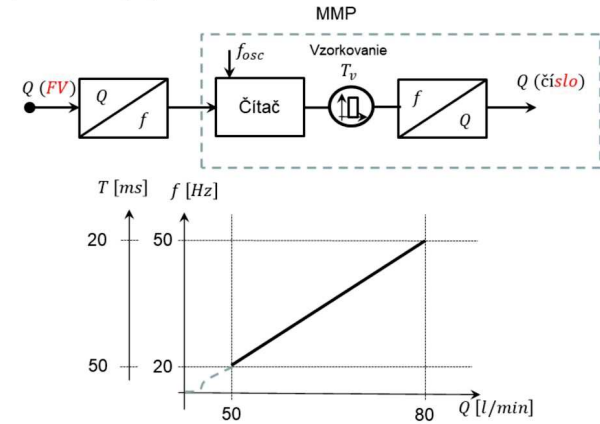 MMP
f_osc
Vzorkovanie
T_v
Q (FV)
Q
f
Čítač
f
Q
Q (číslo)
T [ms]
f [Hz]
20
50
50
20
50
80
Q [l/min]